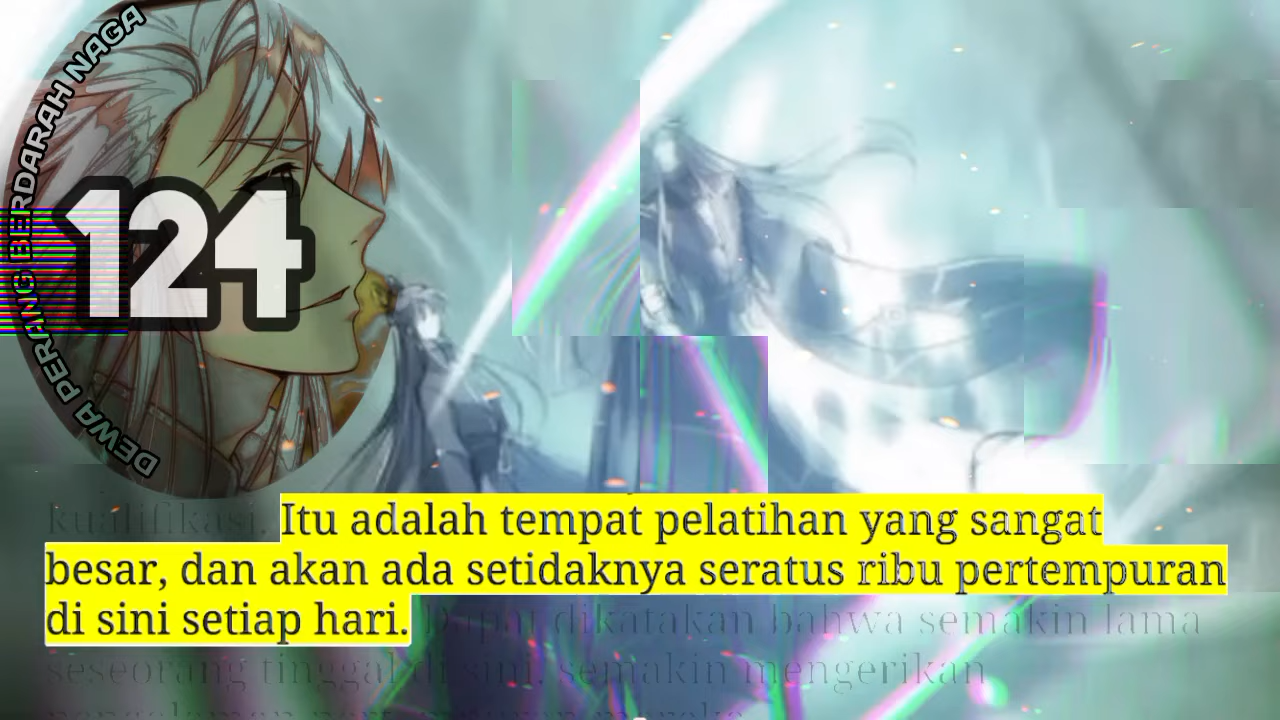 DEWA PERANG BERDARAH NAGA
124
kualifikasi. Itu adalah tempat pelatihan yang sangat
besar, dan akan ada setidaknya seratus ribu pertempuran
di sini setiap hari. Dapat dikatakan bahwa semakin lama
seseorang tinggal di sini, semakin mengerikan